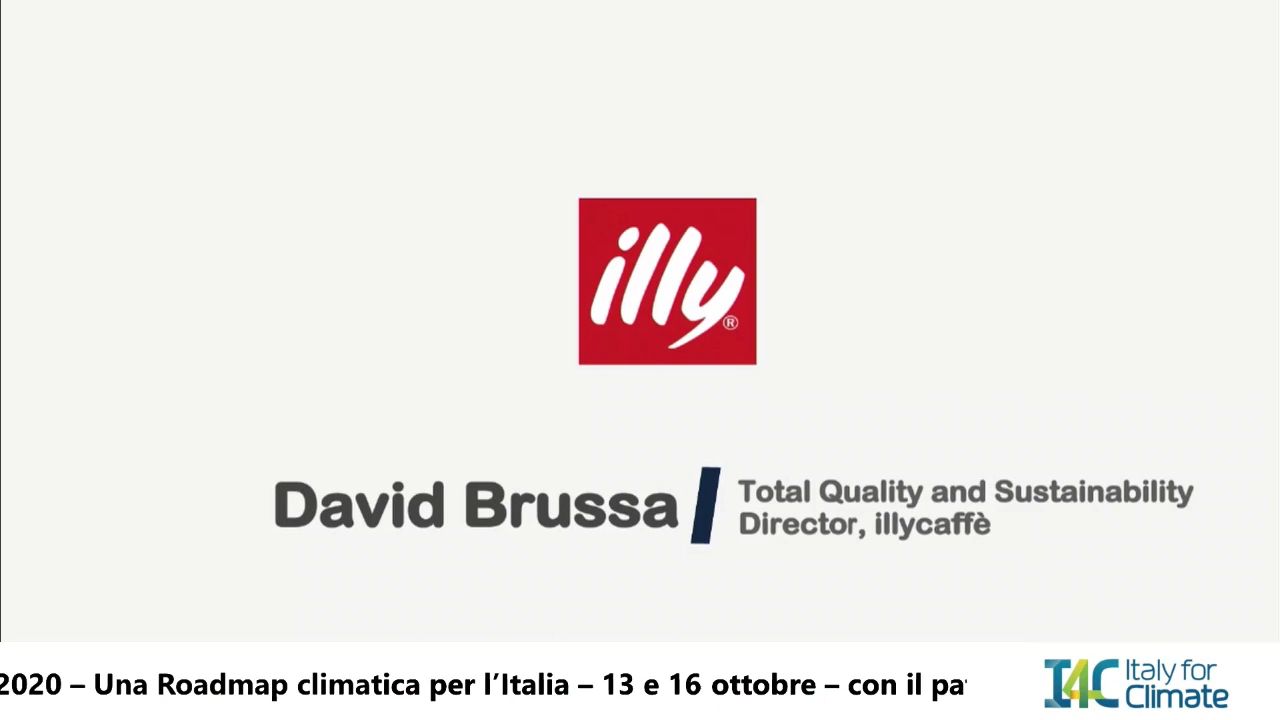 illy®
David Brussa
Total Quality and Sustainability
Director, illycaffè
2020 – Una Roadmap climatica per l’Italia – 13 e 16 ottobre – con il
I4C Italy for
Climate